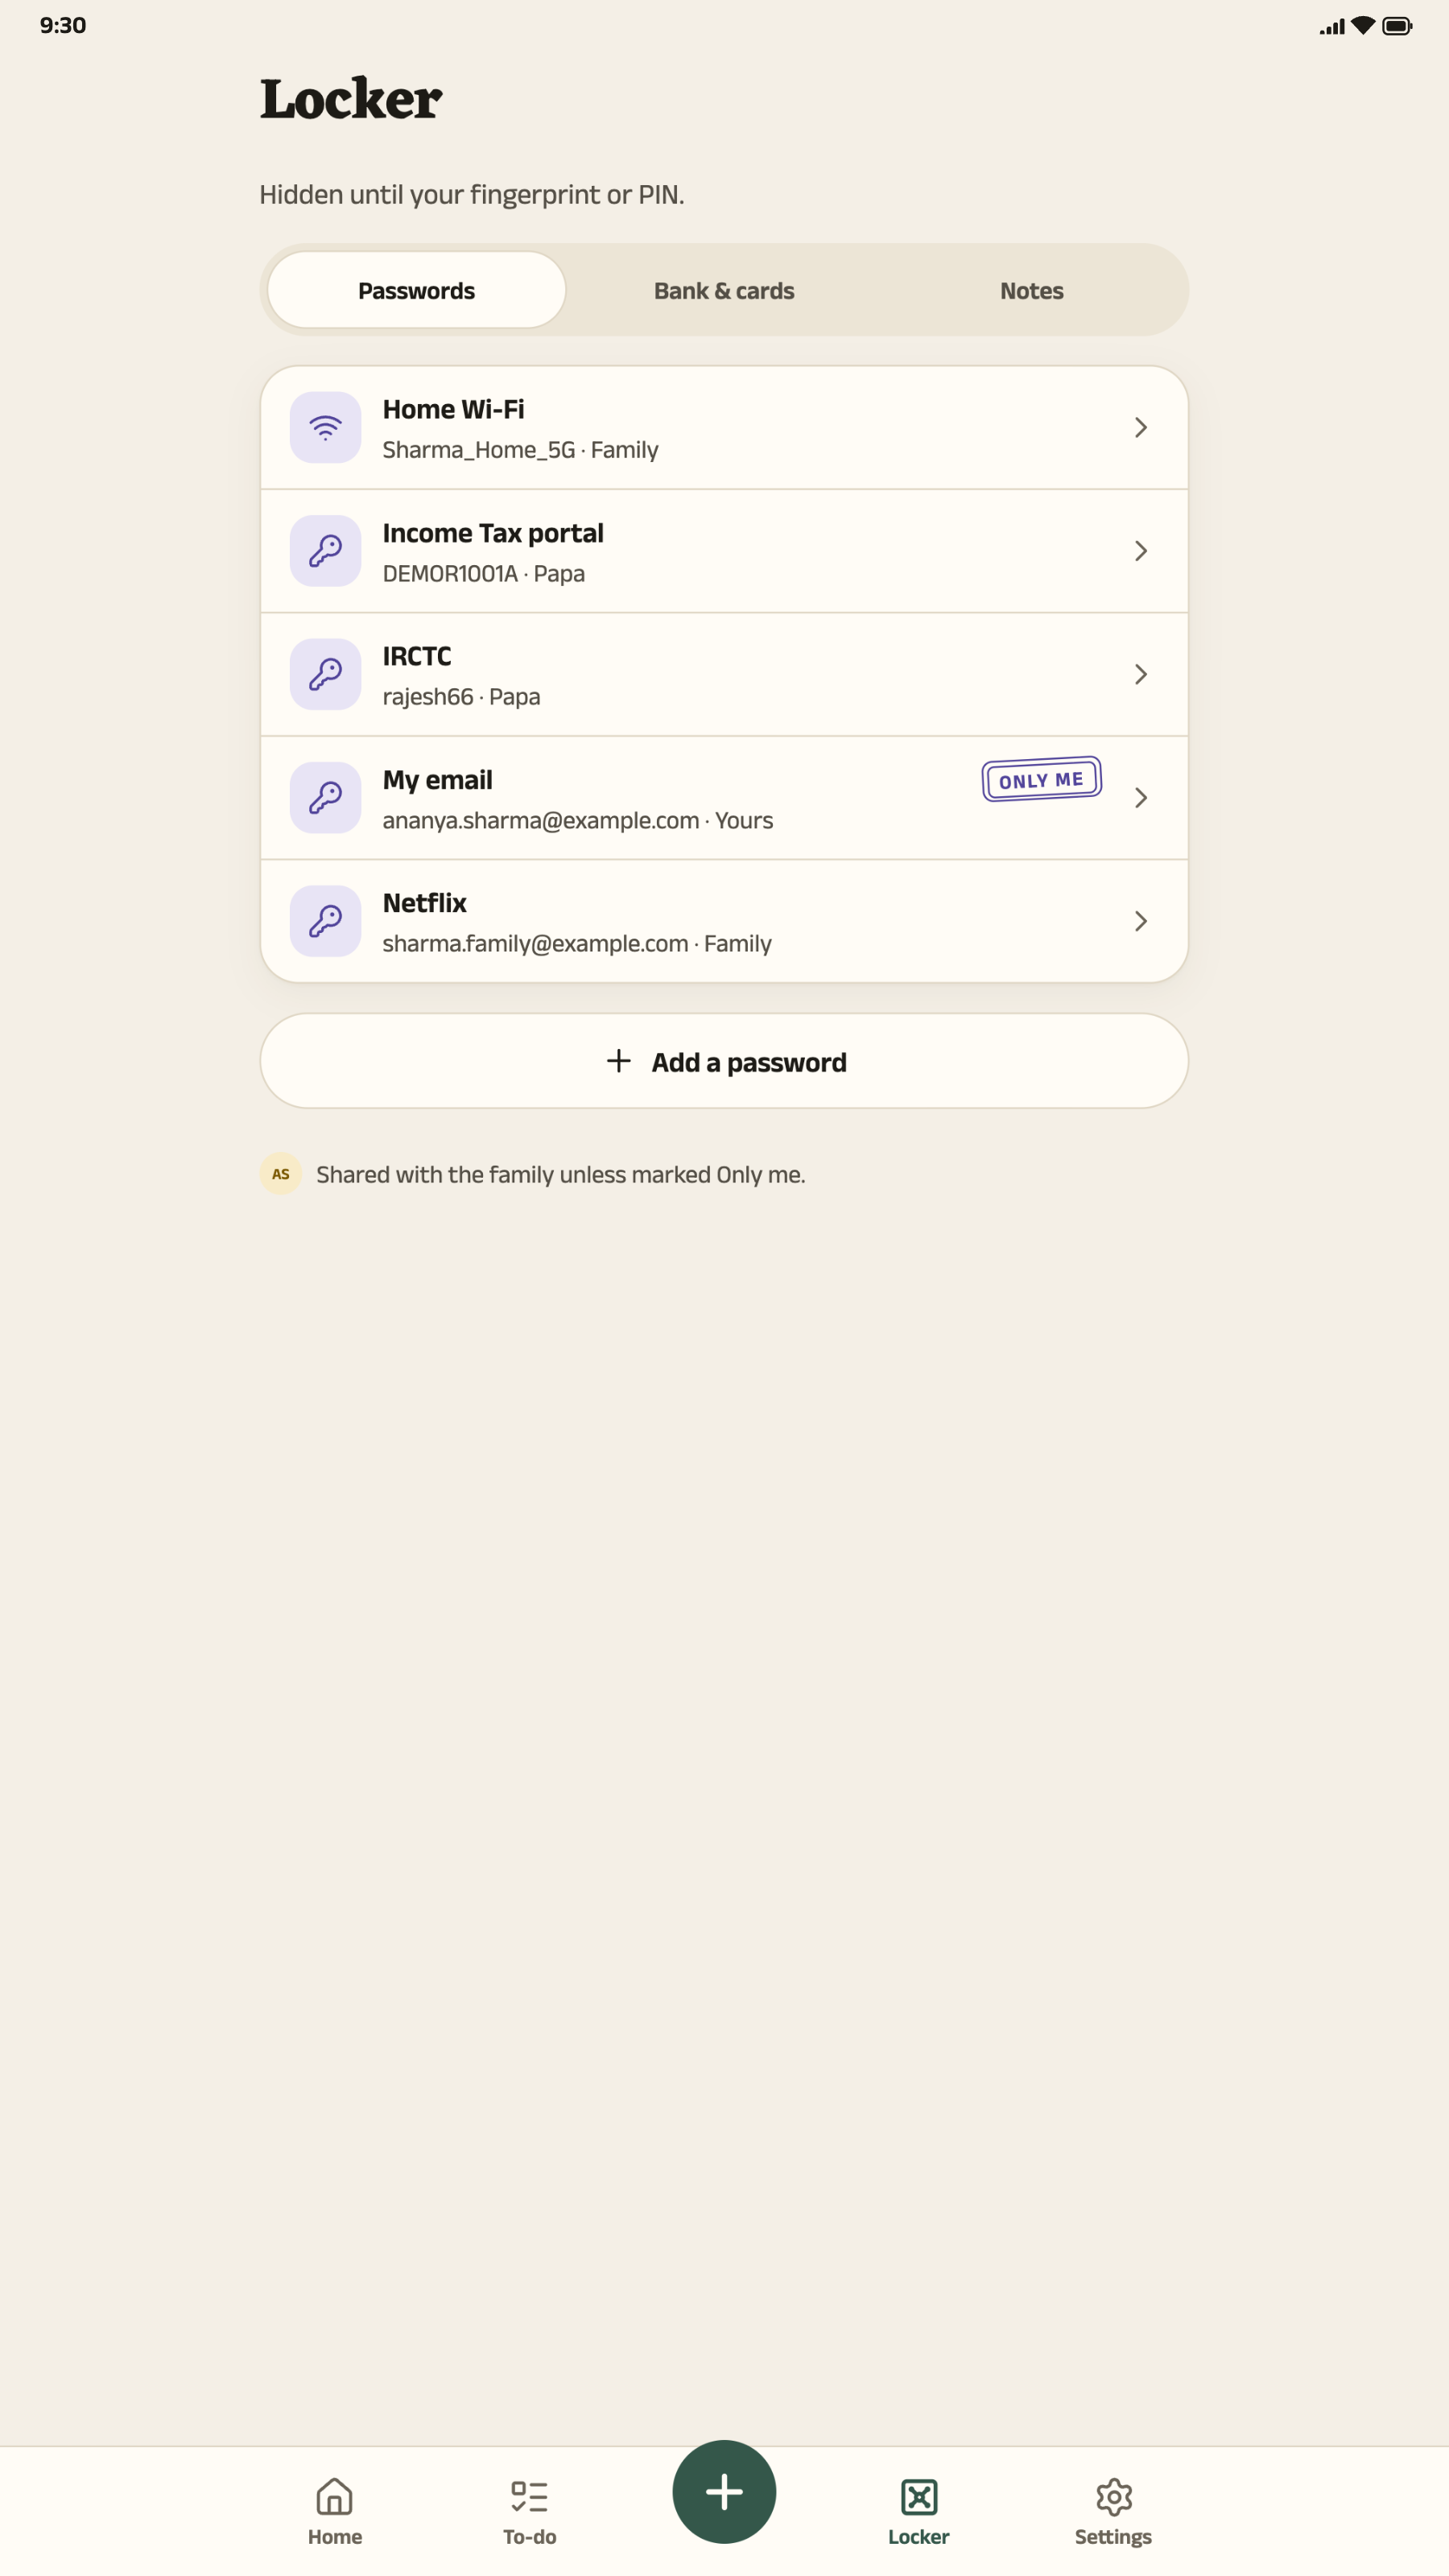 9:30
Locker
Hidden until your fingerprint or PIN.
Passwords
Bank & cards
Notes
Home Wi-Fi
Sharma_Home_5G · Family
Income Tax portal
DEMOR1001A · Papa
IRCTC
rajesh66 · Papa
My email
ONLY ME
ananya.sharma@example.com · Yours
Netflix
sharma.family@example.com · Family
Add a password
AS Shared with the family unless marked Only me.
Home
To-do
Locker
Settings